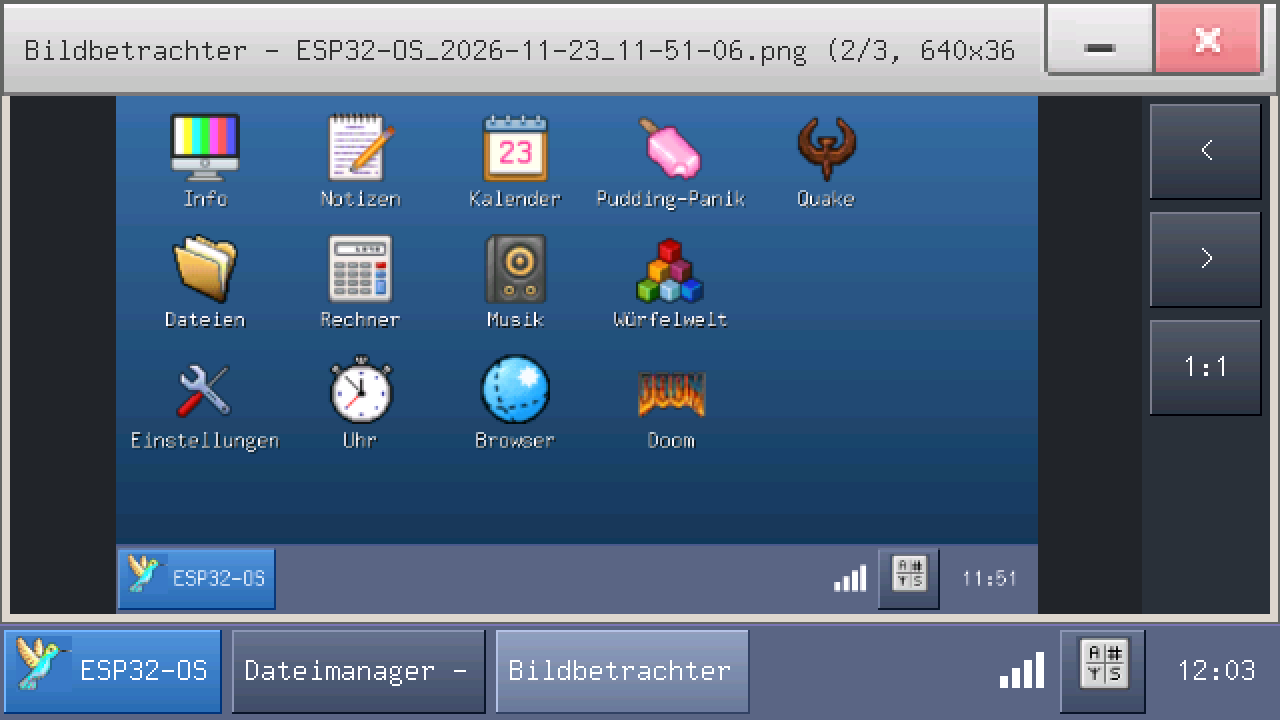 Bildbetrachter - ESP32-OS_2026-11-23_11-51-06.png (2/3, 640x36
23
Info Notizen Kalender Pudding-Panik Quake
<
Dateien Rechner Musik Würfelwelt
>
DOOM
1:1
Einstellungen Uhr Browser Doom
ESP32-OS A # ¥ S 11:51
ESP32-OS Dateimanager - Bildbetrachter A # ¥ S 12:03